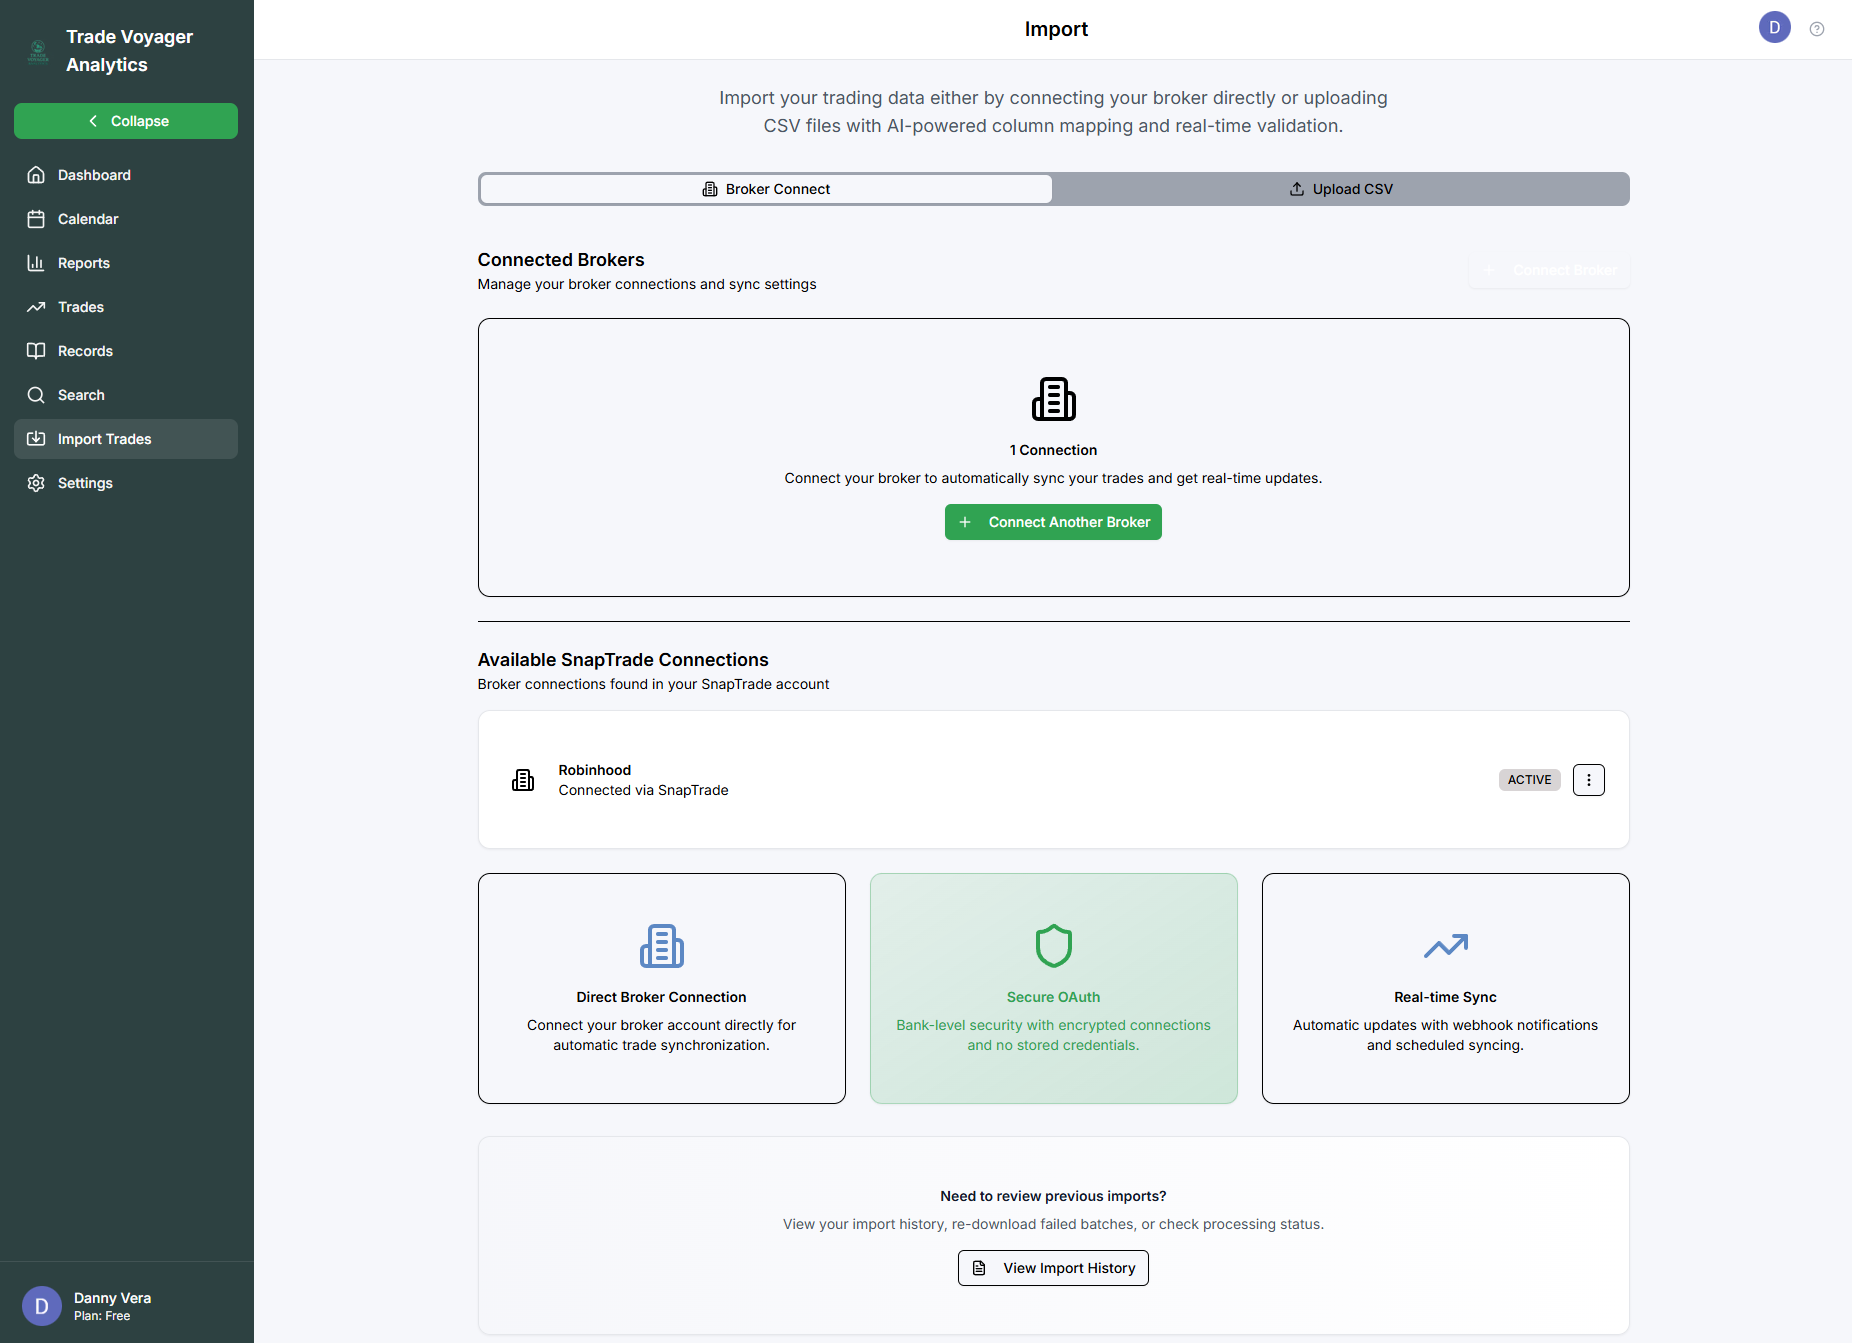 Trade Voyager
Analytics
Collapse
Dashboard
Calendar
Reports
Trades
Records
Search
Import Trades
Settings
Danny Vera
Plan: Free
D
Import
D
Import your trading data either by connecting your broker directly or uploading
CSV files with AI-powered column mapping and real-time validation.
Broker Connect
Upload CSV
Connected Brokers
Manage your broker connections and sync settings
Connect Broker
1 Connection
Connect your broker to automatically sync your trades and get real-time updates.
Connect Another Broker
Available SnapTrade Connections
Broker connections found in your SnapTrade account
Robinhood
Connected via SnapTrade
ACTIVE
Direct Broker Connection
Connect your broker account directly for
automatic trade synchronization.
Secure OAuth
Bank-level security with encrypted connections
and no stored credentials.
Real-time Sync
Automatic updates with webhook notifications
and scheduled syncing.
Need to review previous imports?
View your import history, re-download failed batches, or check processing status.
View Import History